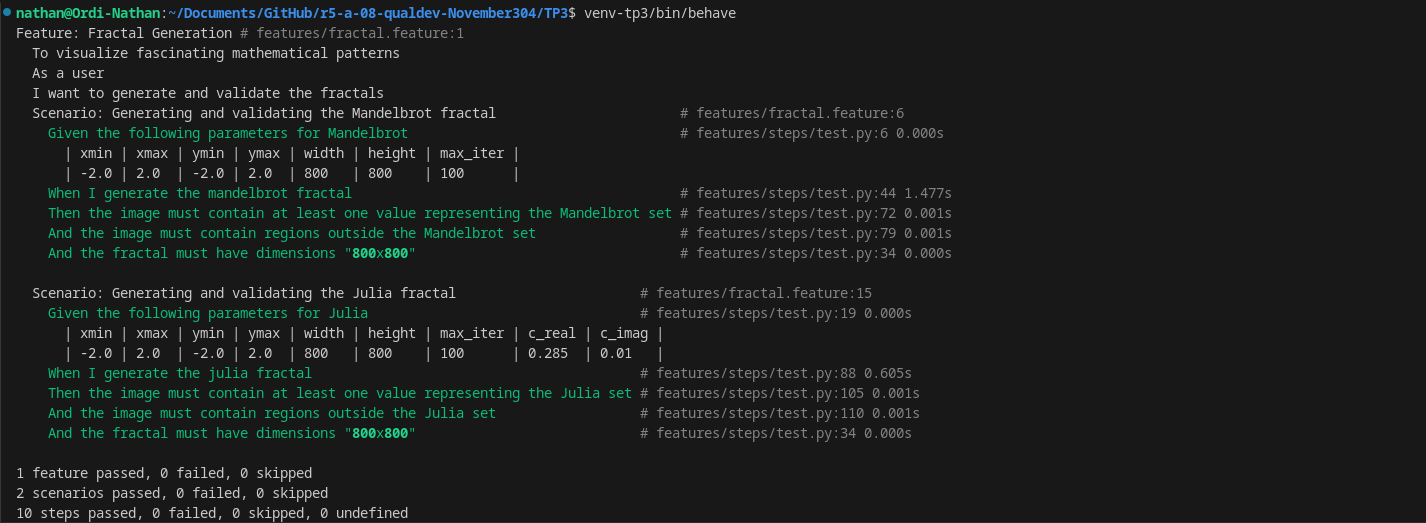 nathan@Ordi-Nathan:~/Documents/GitHub/r5-a-08-qualdev-November304/TP3$ venv-tp3/bin/behave
Feature: Fractal Generation # features/fractal.feature:1
  To visualize fascinating mathematical patterns
  As a user
  I want to generate and validate the fractals
  Scenario: Generating and validating the Mandelbrot fractal                       # features/fractal.feature:6
    Given the following parameters for Mandelbrot                                  # features/steps/test.py:6 0.000s
      | xmin | xmax | ymin | ymax | width | height | max_iter |
      | -2.0 | 2.0  | -2.0 | 2.0  | 800   | 800    | 100      |
    When I generate the mandelbrot fractal                                         # features/steps/test.py:44 1.477s
    Then the image must contain at least one value representing the Mandelbrot set # features/steps/test.py:72 0.001s
    And the image must contain regions outside the Mandelbrot set                  # features/steps/test.py:79 0.001s
    And the fractal must have dimensions "800x800"                                 # features/steps/test.py:34 0.000s

  Scenario: Generating and validating the Julia fractal                       # features/fractal.feature:15
    Given the following parameters for Julia                                  # features/steps/test.py:19 0.000s
      | xmin | xmax | ymin | ymax | width | height | max_iter | c_real | c_imag |
      | -2.0 | 2.0  | -2.0 | 2.0  | 800   | 800    | 100      | 0.285  | 0.01   |
    When I generate the julia fractal                                         # features/steps/test.py:88 0.605s
    Then the image must contain at least one value representing the Julia set # features/steps/test.py:105 0.001s
    And the image must contain regions outside the Julia set                  # features/steps/test.py:110 0.001s
    And the fractal must have dimensions "800x800"                            # features/steps/test.py:34 0.000s

1 feature passed, 0 failed, 0 skipped
2 scenarios passed, 0 failed, 0 skipped
10 steps passed, 0 failed, 0 skipped, 0 undefined